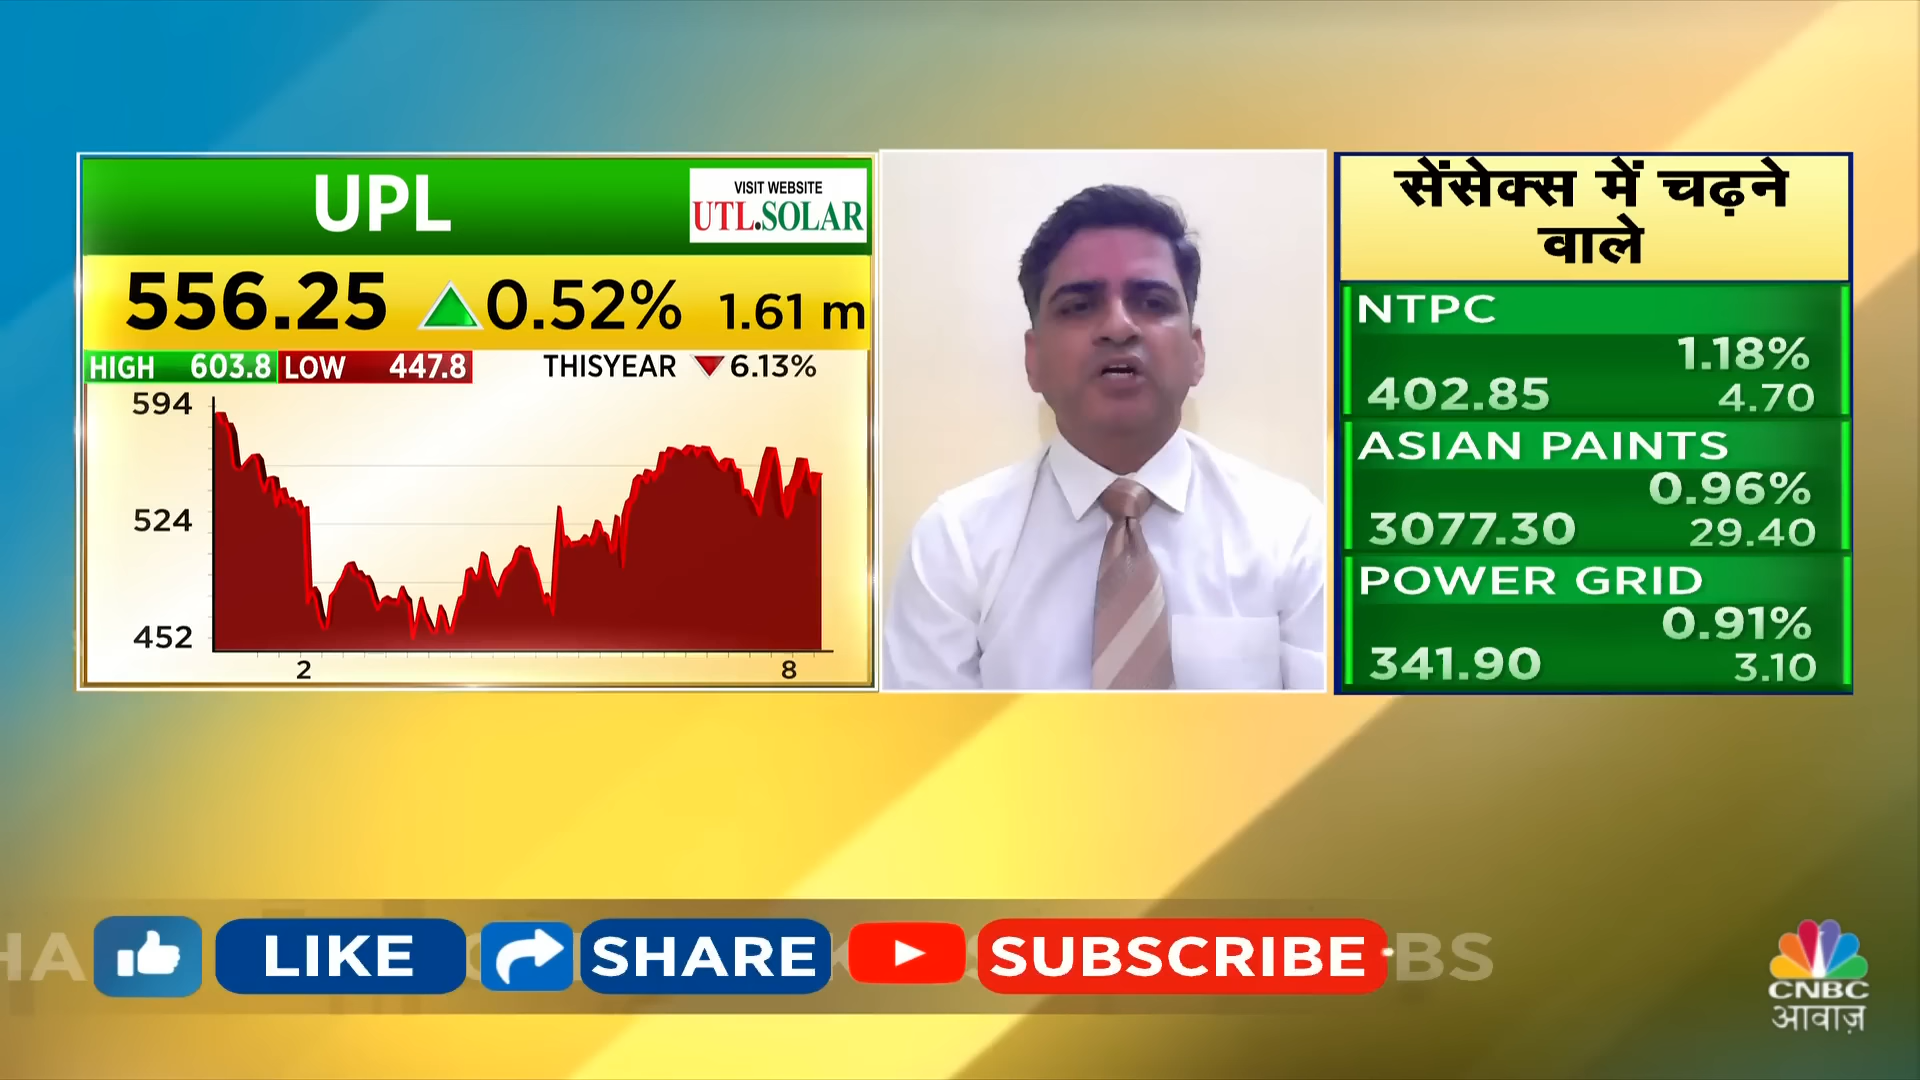 UPL
VISIT WEBSITE
UTL.SOLAR
556.25 0.52% 1.61 m
HIGH 603.8 LOW 447.8 THISYEAR 6.13%
594
524
452
2 8
सेंसेक्स में चढ़ने
वाले
NTPC
1.18%
402.85 4.70
ASIAN PAINTS
0.96%
3077.30 29.40
POWER GRID
0.91%
341.90 3.10
LIKE SHARE SUBSCRIBE
CNBC
आवाज़